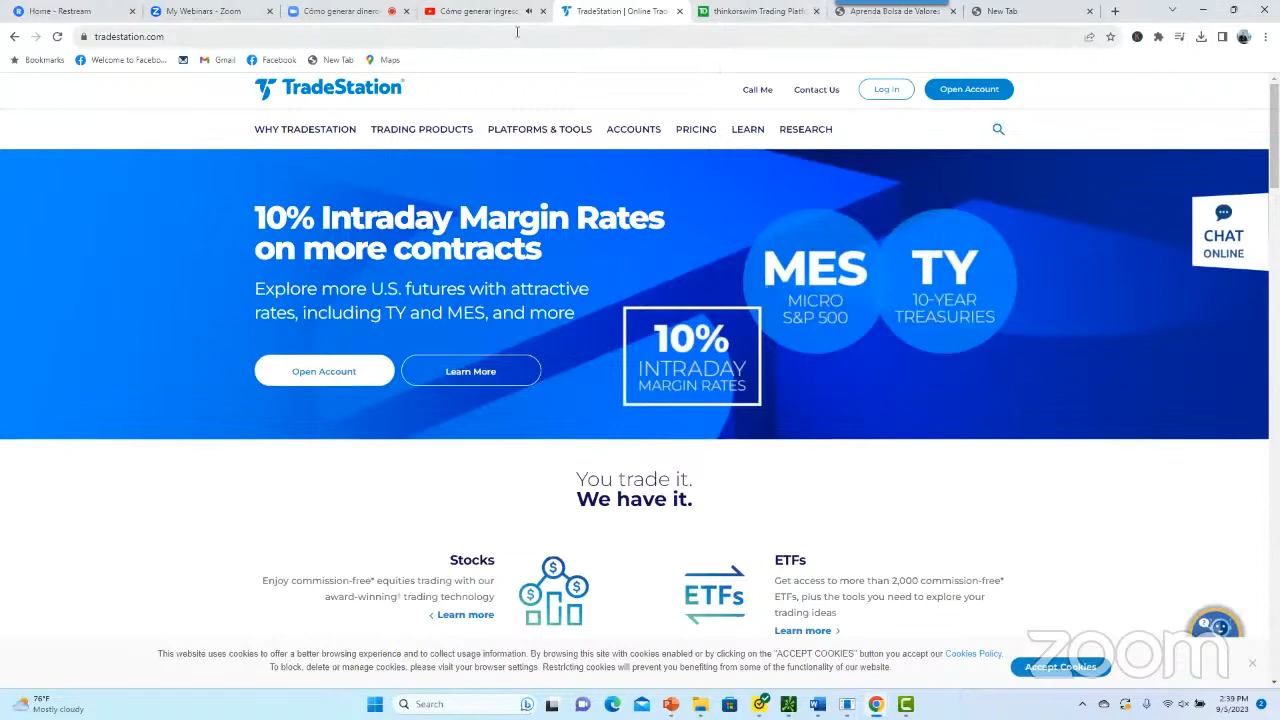 Home - Restream
My Webinars - Zoom
Cómo generar direc
Cómo generar ingres
TradeStation | Online Trad
thinkorswim Trading Platfo
Aprenda Bolsa de Valores
New Tab
tradestation.com
Bookmarks
Welcome to Facebo...
Gmail
Facebook
New Tab
Maps
TradeStation
Call Me
Contact Us
Log In
Open Account
WHY TRADESTATION
TRADING PRODUCTS
PLATFORMS & TOOLS
ACCOUNTS
PRICING
LEARN
RESEARCH
10% Intraday Margin Rates
on more contracts
Explore more U.S. futures with attractive
rates, including TY and MES, and more
Open Account
Learn More
MES
MICRO
S&P 500
TY
10-YEAR
TREASURIES
10%
INTRADAY
MARGIN RATES
CHAT
ONLINE
You trade it.
We have it.
Stocks
Enjoy commission-free* equities trading with our
award-winning† trading technology
Learn more
ETFs
ETFs
Get access to more than 2,000 commission-free*
ETFs, plus the tools you need to explore your
trading ideas
Learn more
This website uses cookies to offer a better browsing experience and to collect usage information. By browsing this site with cookies enabled or by clicking on the "ACCEPT COOKIES" button you accept our Cookies Policy.
To block, delete or manage cookies, please visit your browser settings. Restricting cookies will prevent you benefiting from some of the functionality of our website.
Accept Cookies
zoom
76°F
Mostly cloudy
Search
2:39 PM
9/5/2023